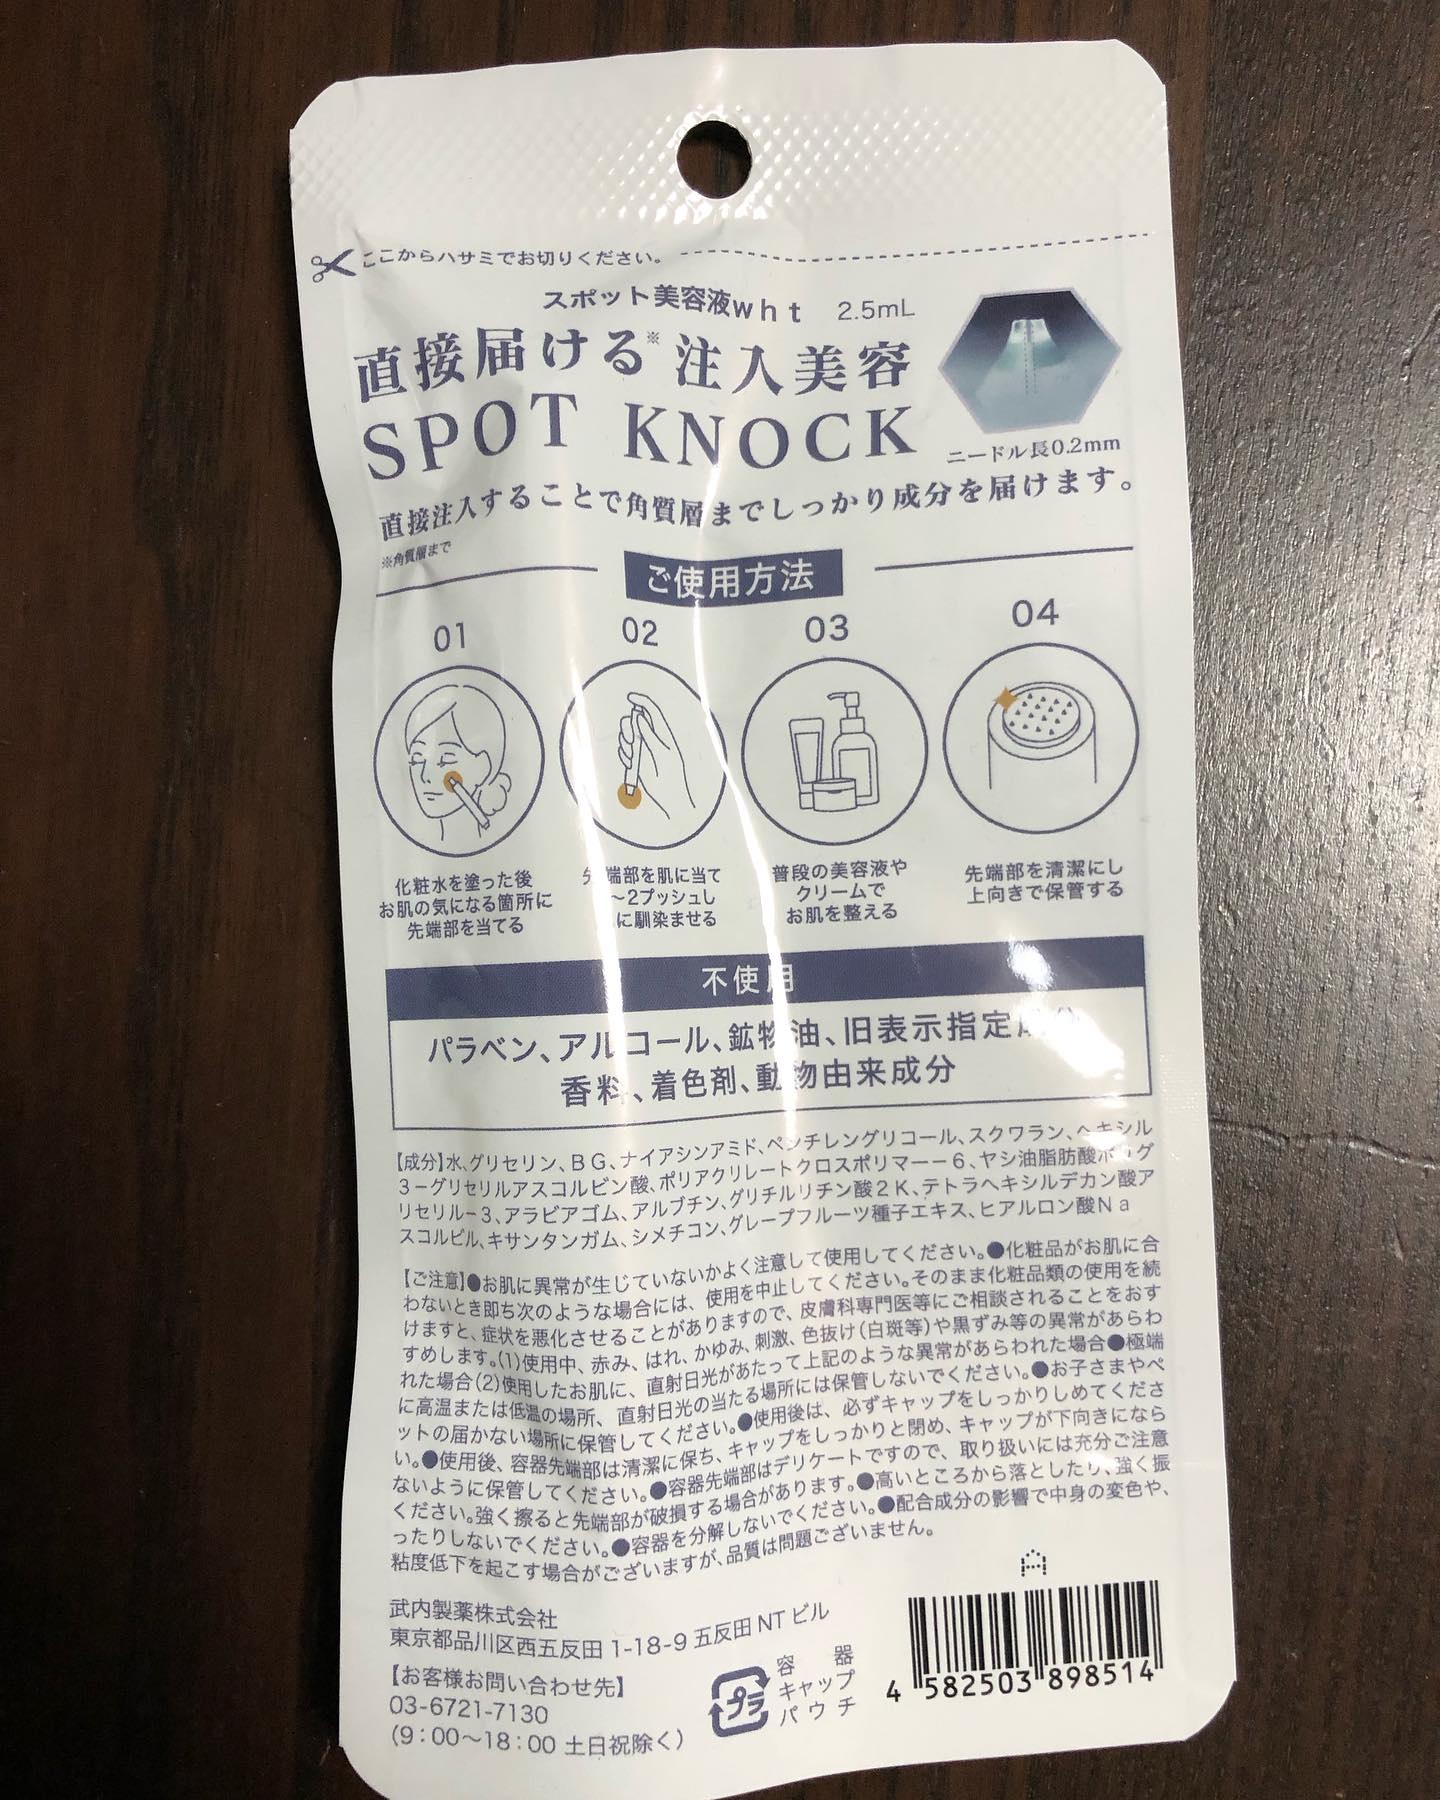 ここからハサミでお切りください。
スポット美容液wht 2.5mL
直接届ける※ 注入美容
SPOT KNOCK
ニードル長0.2mm
直接注入することで角質層までしっかり成分を届けます。
※角質層まで
ご使用方法
01
化粧水を塗った後
お肌の気になる箇所に
先端部を当てる
02
端部を肌に当て
～2プッシュし
に馴染ませる
03
普段の美容液や
クリームで
お肌を整える
04
先端部を清潔にし
上向きで保管する
不使用
パラベン、アルコール、鉱物油、旧表示指定
香料、着色剤、動物由来成分
【成分】水、グリセリン、BG、ナイアシンアミド、ペンチレングリコール、スクワラン、ヘキシル
3-グリセリルアスコルビン酸、ポリアクリレートクロスポリマー-6、ヤシ油脂肪酸ポリグ
リセリル-3、アラビアゴム、アルブチン、グリチルリチン酸2K、テトラヘキシルデカン酸ア
スコルビル、キサンタンガム、シメチコン、グレープフルーツ種子エキス、ヒアルロン酸Na
【ご注意】●お肌に異常が生じていないかよく注意して使用してください。●化粧品がお肌に合
わないとき即ち次のような場合には、使用を中止してください。そのまま化粧品類の使用を続
けますと、症状を悪化させることがありますので、皮膚科専門医等にご相談されることをおす
すめします。(1)使用中、赤み、はれ、かゆみ、刺激、色抜け(白斑等)や黒ずみ等の異常があらわ
れた場合(2)使用したお肌に、直射日光があたって上記のような異常があらわれた場合●極端
に高温または低温の場所、直射日光の当たる場所には保管しないでください。●お子さまやペ
ットの届かない場所に保管してください。●使用後は、必ずキャップをしっかりしめてくださ
い。●使用後、容器先端部は清潔に保ち、キャップをしっかりと閉め、キャップが下向きになら
ないように保管してください。●容器先端部はデリケートですので、取り扱いには充分ご注意
ください。強く擦ると先端部が破損する場合があります。●高いところから落としたり、強く振
ったりしないでください。●容器を分解しないでください。●配合成分の影響で中身の変色や、
粘度低下を起こす場合がございますが、品質は問題ございません。
武内製薬株式会社
東京都品川区西五反田 1-18-9 五反田 NT ビル
【お客様お問い合わせ先】
03-6721-7130
(9:00～18:00 土日祝除く)
プラ
容器
キャップ
パウチ
A
4 582503 898514